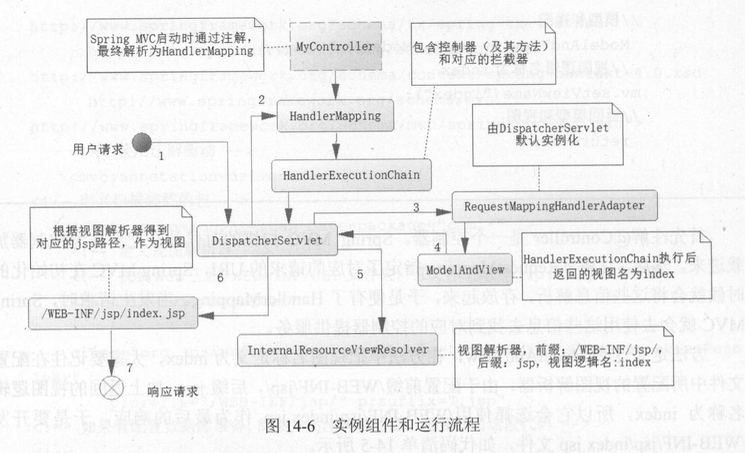 Spring MVC启动时通过注解,
最终解析为HandlerMapping
MyController
包含控制器（及其方法）
和对应的拦截器
2
HandlerMapping
用户请求
1
由DispatcherServlet
默认实例化
HandlerExecutionChain
3
RequestMappingHandlerAdapter
根据视图解析器得到
对应的jsp路径，作为视图
DispatcherServlet
4
6
5
ModelAndView
HandlerExecutionChain执行后
返回的视图名为index
/WEB-INF/jsp/index.jsp
InternalResourceViewResolver
视图解析器，前缀：/WEB-INF/jsp/,
后缀：jsp，视图逻辑名:index
7
响应请求
图 14-6 实例组件和运行流程